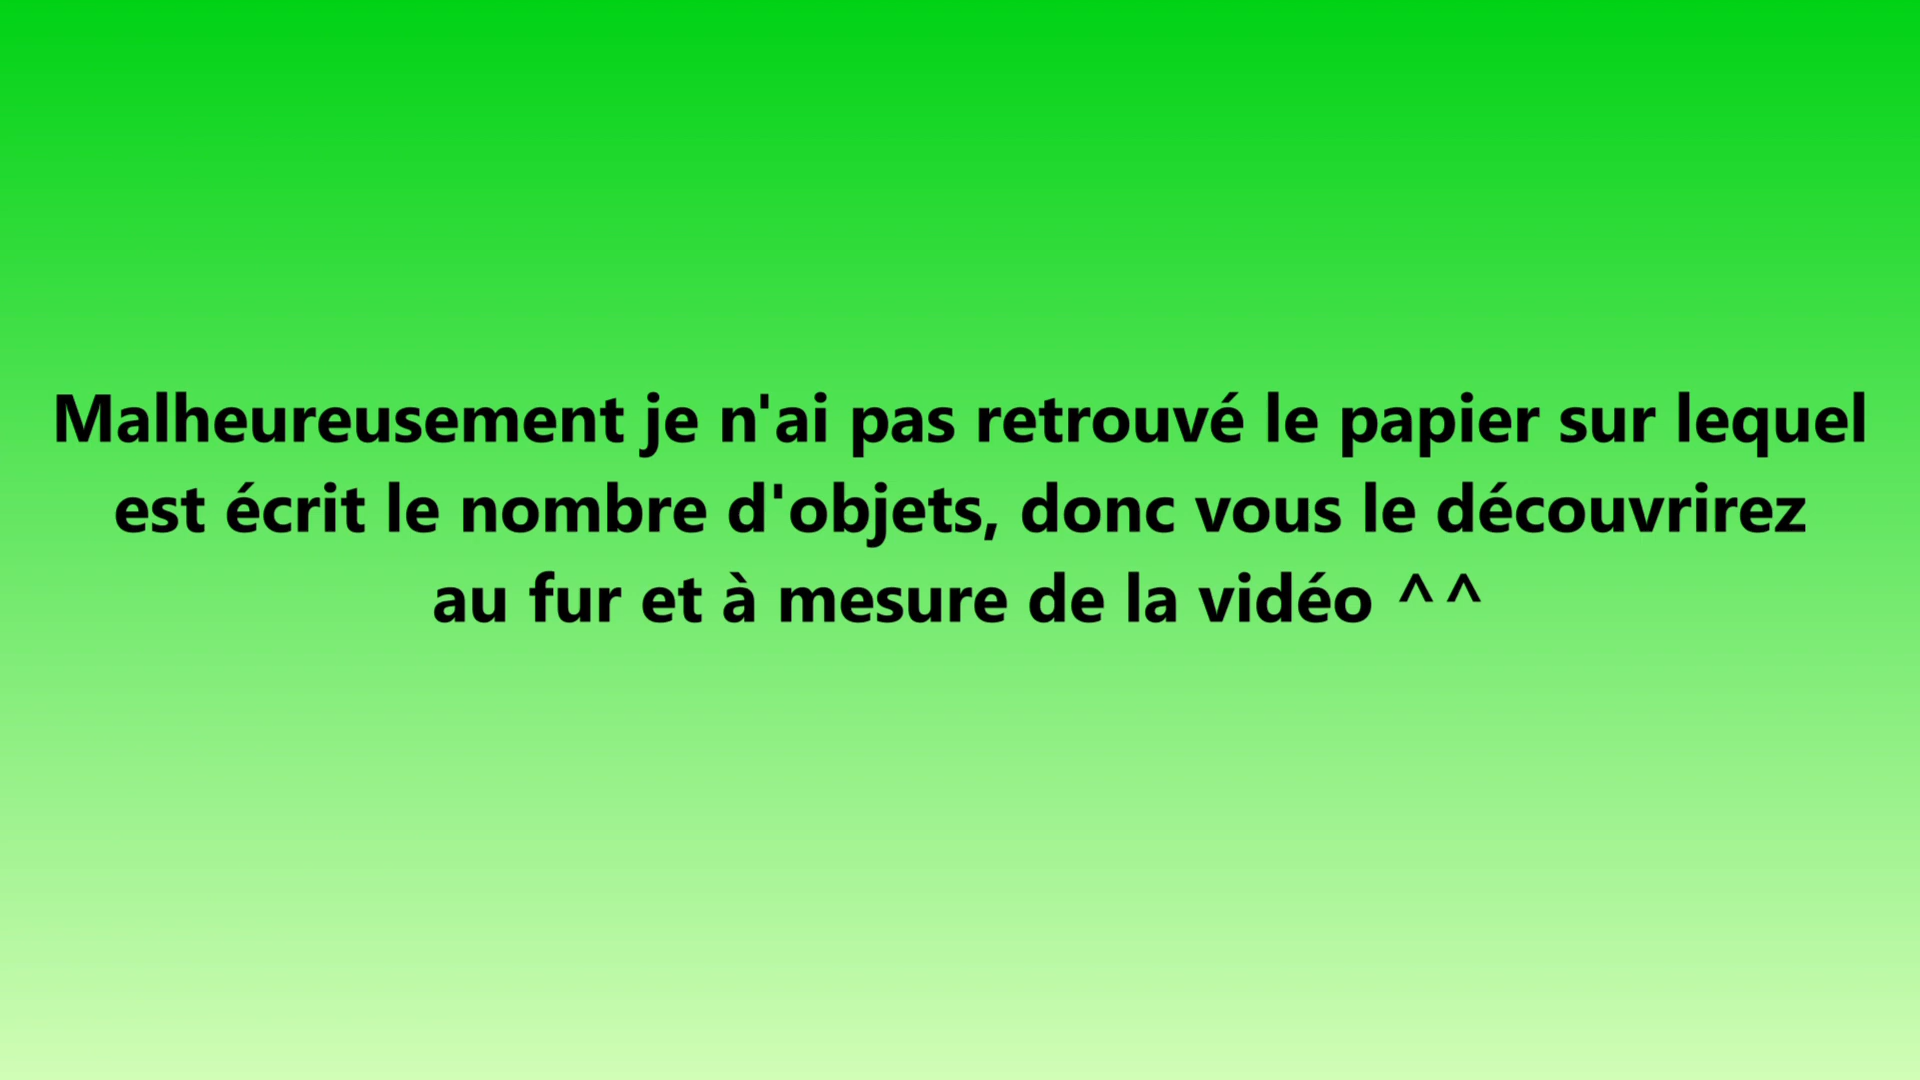 Malheureusement je n'ai pas retrouvé le papier sur lequel
est écrit le nombre d'objets, donc vous le découvrirez
au fur et à mesure de la vidéo ^^